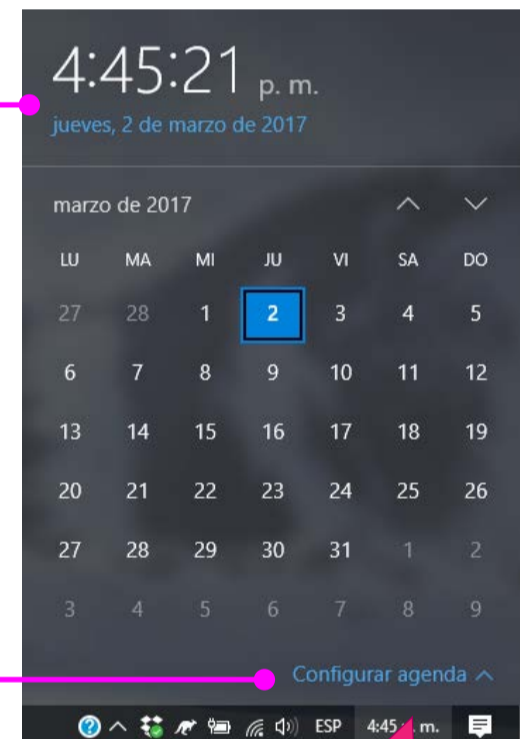 4:45:21 p. m.
jueves, 2 de marzo de 2017
marzo de 2017
LU MA MI JU VI SA DO
27 28 1 2 3 4 5
6 7 8 9 10 11 12
13 14 15 16 17 18 19
20 21 22 23 24 25 26
27 28 29 30 31 1 2
3 4 5 6 7 8 9
Configurar agenda
ESP 4:45 m.